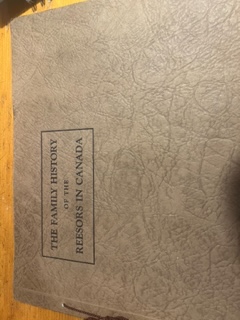 THE FAMILY HISTORY
OF THE
REESORS IN CANADA